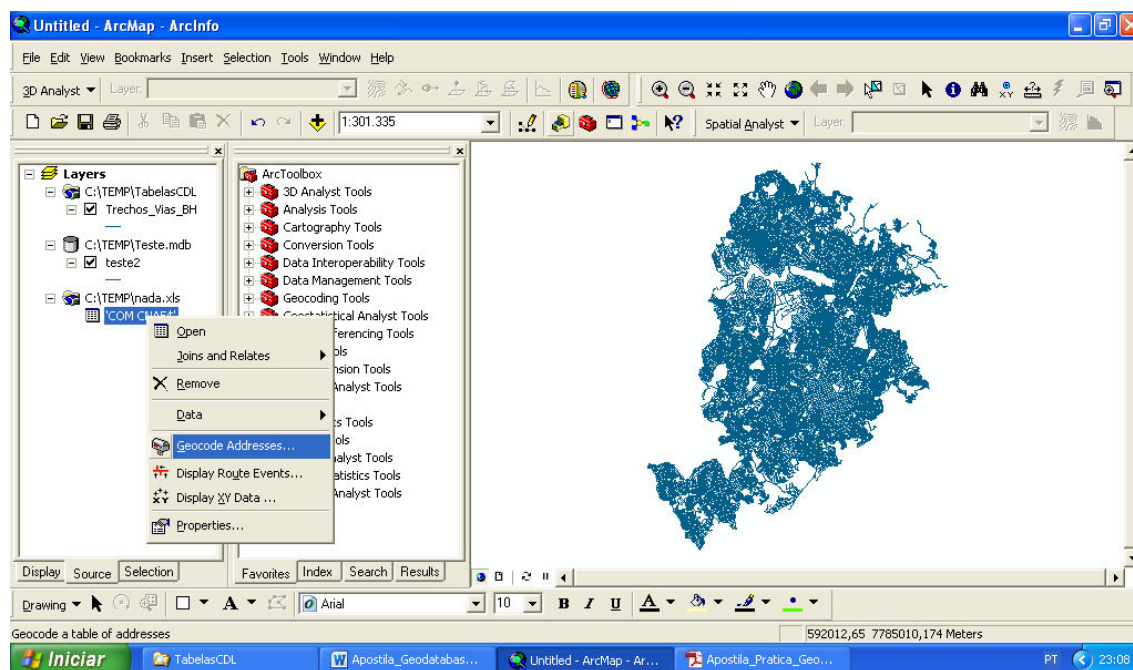 Untitled - ArcMap - ArcInfo
File Edit View Bookmarks Insert Selection Tools Window Help
3D Analyst Layer:
XY
1:301.335
Spatial Analyst Layer:
Layers
C:\TEMP\TabelasCDL
Trechos_Vias_BH
C:\TEMP\Teste.mdb
teste2
C:\TEMP\nada.xls
Open
Joins and Relates
Remove
Data
Geocode Addresses...
Display Route Events...
Display XY Data ...
Properties...
Display Source Selection
ArcToolbox
3D Analyst Tools
Analysis Tools
Cartography Tools
Conversion Tools
Data Interoperability Tools
Data Management Tools
Geocoding Tools
Geostatistical Analyst Tools
ferencing Tools
ols
nsion Tools
Analyst Tools
cs Tools
ols
nalyst Tools
atistics Tools
Analyst Tools
Favorites Index Search Results
Drawing A Arial 10 B I U A
Geocode a table of addresses
592012,65 7785010,174 Meters
Iniciar TabelasCDL Apostila_Geodatabas... Untitled - ArcMap - Ar... Apostila_Pratica_Geo... PT 23:08